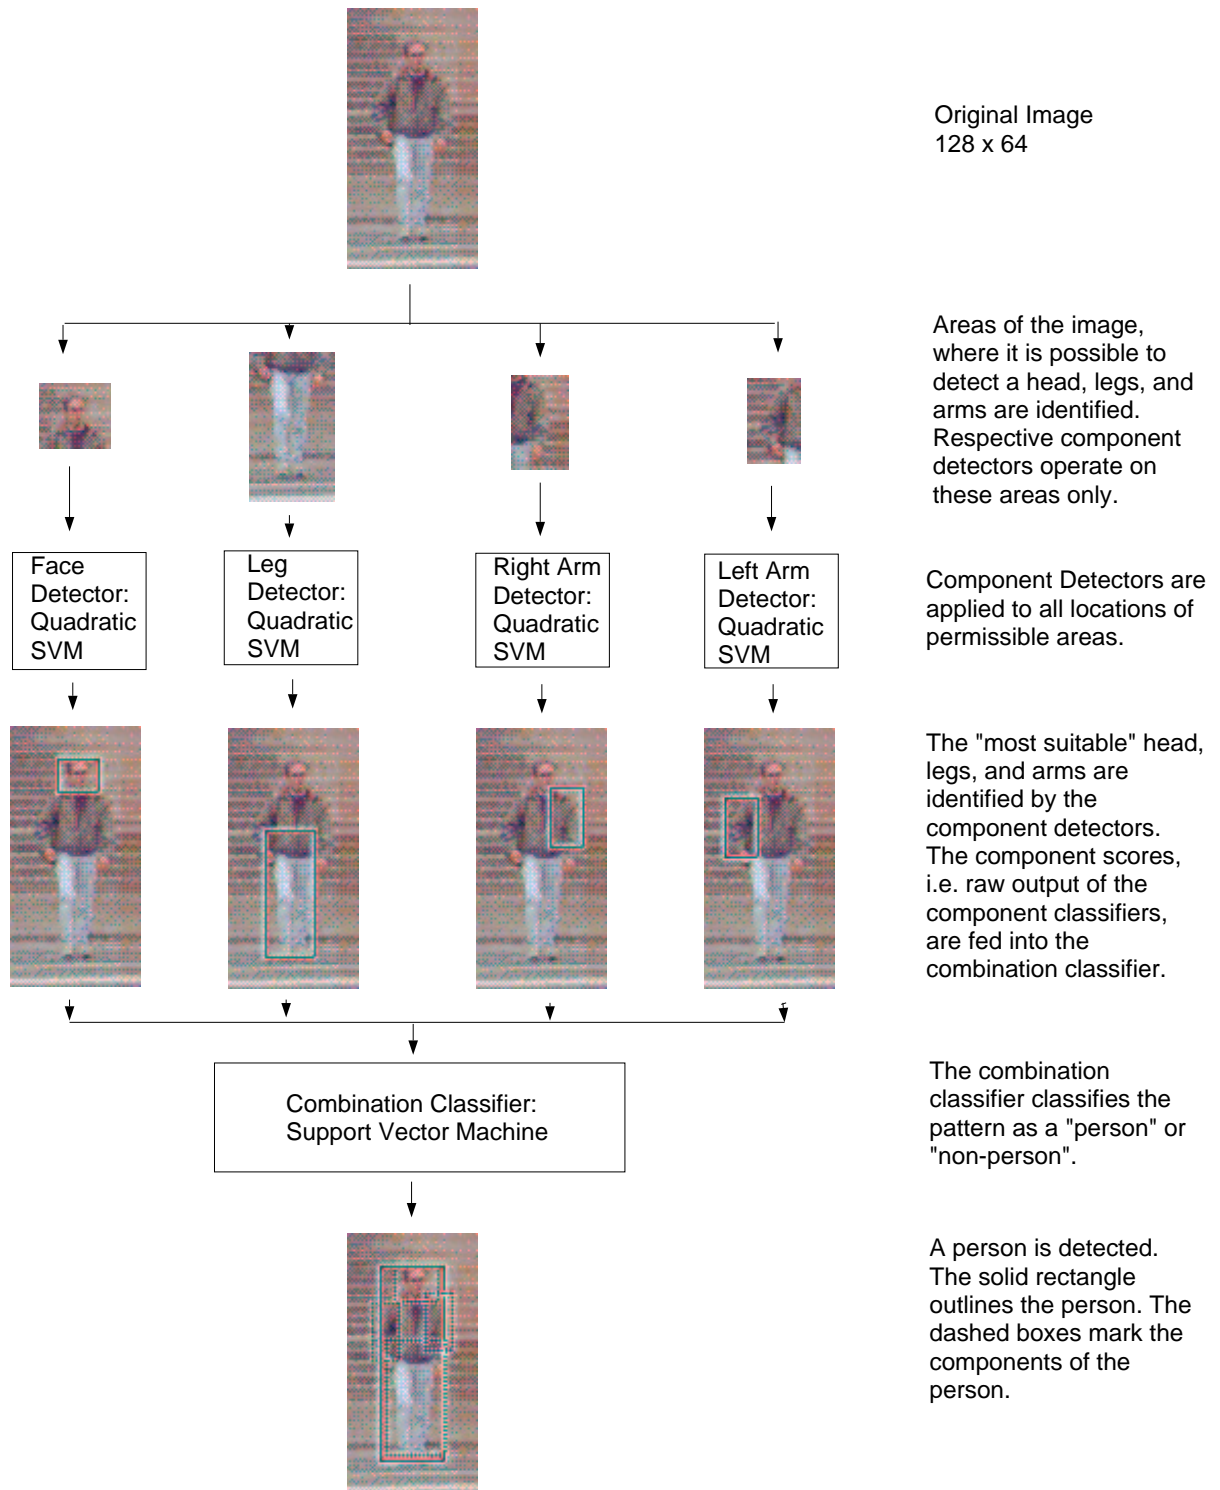 Original Image
128 x 64
Areas of the image,
where it is possible to
detect a head, legs, and
arms are identified.
Respective component
detectors operate on
these areas only.
Face
Detector:
Quadratic
SVM
Leg
Detector:
Quadratic
SVM
Right Arm
Detector:
Quadratic
SVM
Left Arm
Detector:
Quadratic
SVM
Component Detectors are
applied to all locations of
permissible areas.
The "most suitable" head,
legs, and arms are
identified by the
component detectors.
The component scores,
i.e. raw output of the
component classifiers,
are fed into the
combination classifier.
Combination Classifier:
Support Vector Machine
The combination
classifier classifies the
pattern as a "person" or
"non-person".
A person is detected.
The solid rectangle
outlines the person. The
dashed boxes mark the
components of the
person.